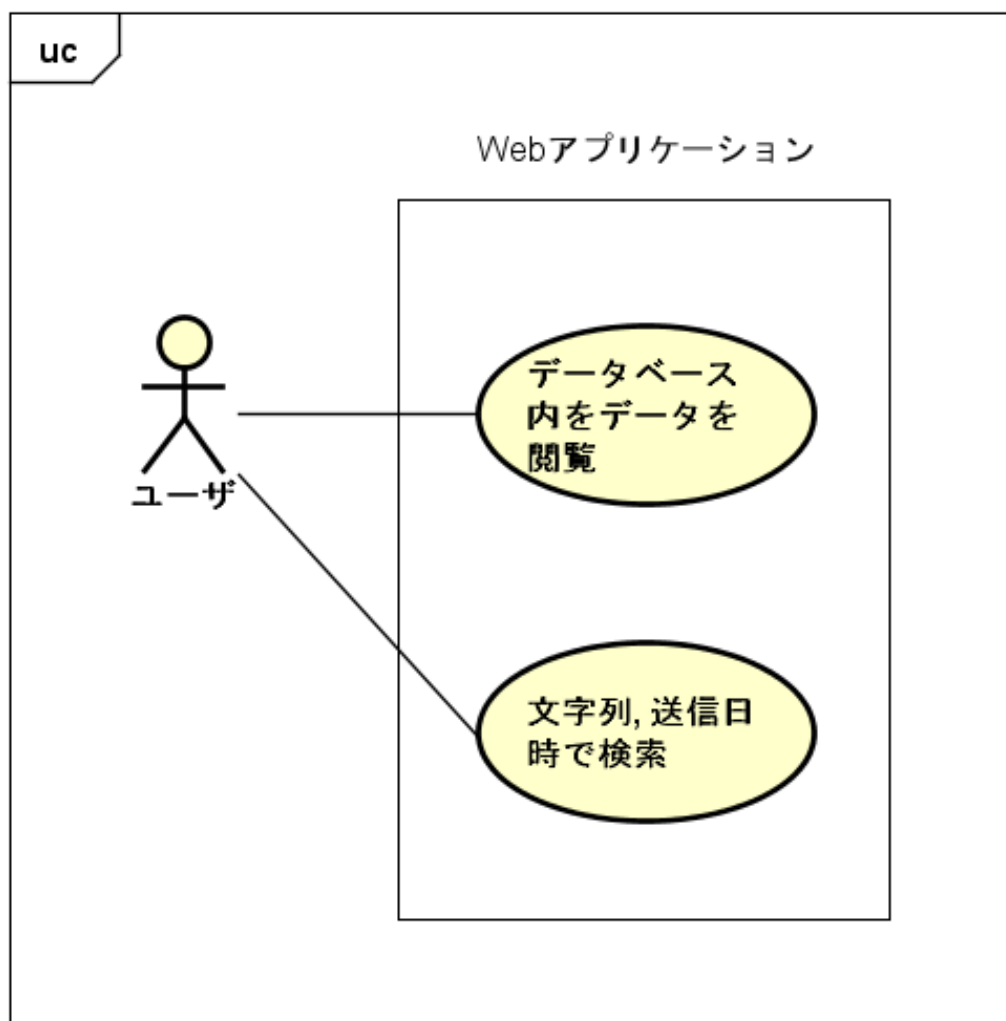 uc
Webアプリケーション
データベース
内をデータを
閲覧
ユーザ
文字列, 送信日
時で検索